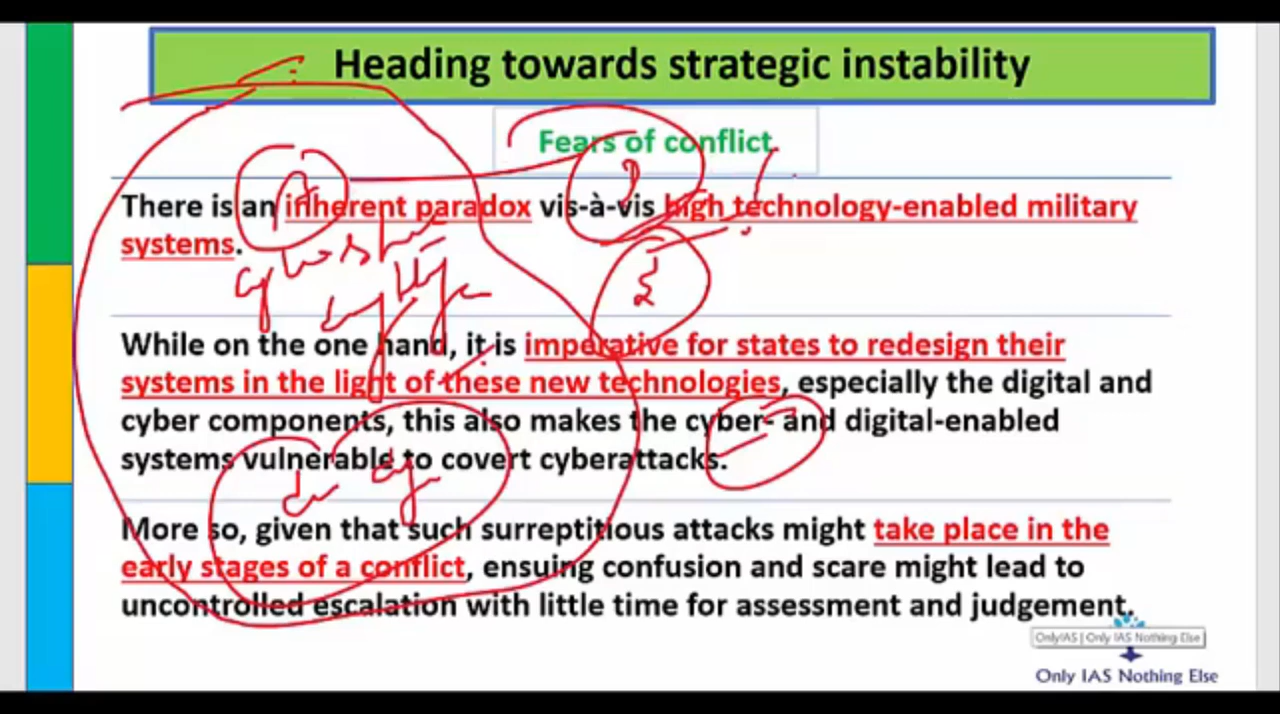 Heading towards strategic instability
Fears of conflict
There is an inherent paradox vis-à-vis high technology-enabled military
systems.
While on the one hand, it is imperative for states to redesign their
systems in the light of these new technologies, especially the digital and
cyber components, this also makes the cyber- and digital-enabled
systems vulnerable to covert cyberattacks.
More so, given that such surreptitious attacks might take place in the
early stages of a conflict, ensuing confusion and scare might lead to
uncontrolled escalation with little time for assessment and judgement.
OnlyIAS | Only IAS Nothing Else
Only IAS Nothing Else